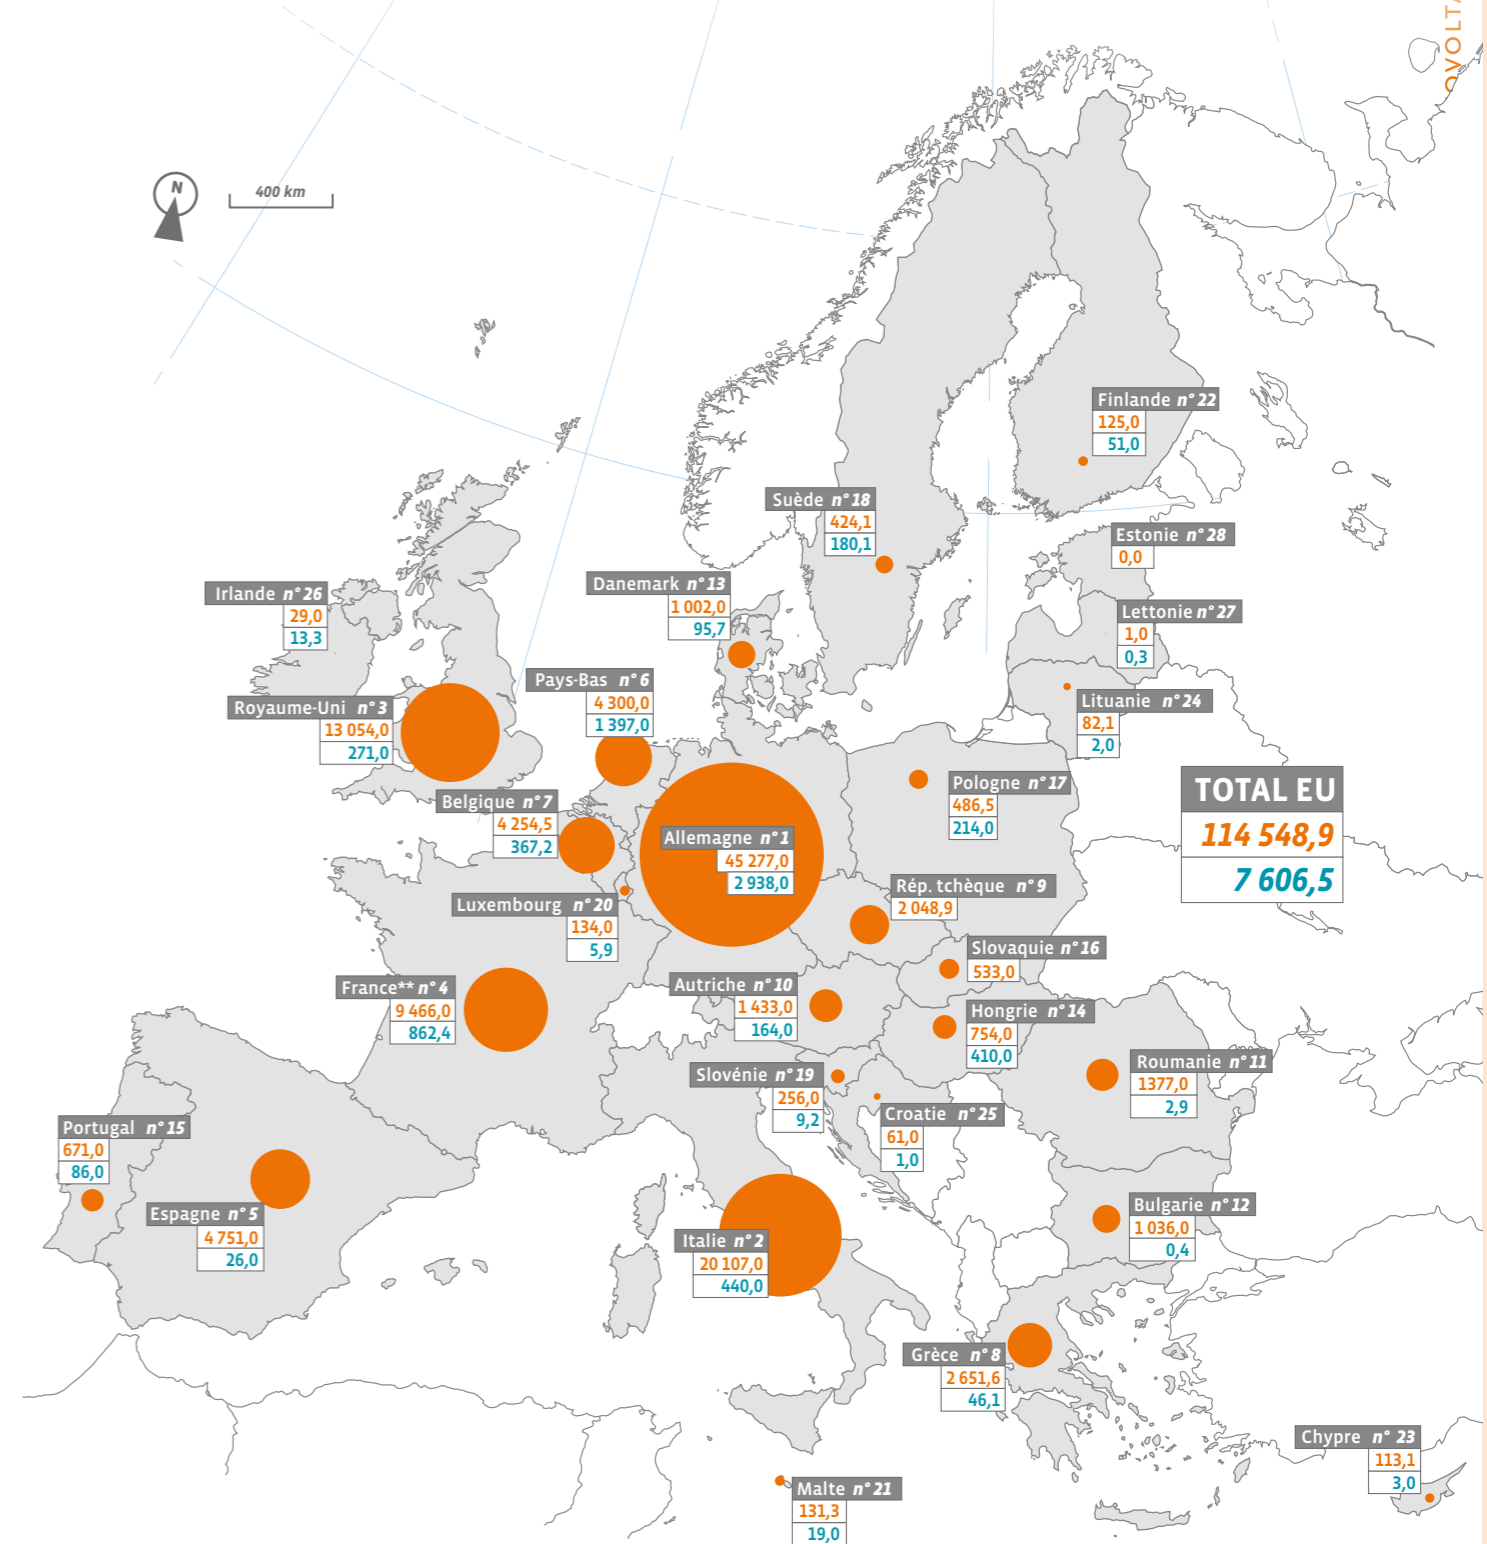 OVOLTA
N
400 km
Finlande n° 22
125,0
51,0
Suède n° 18
424,1
180,1
Estonie n° 28
0,0
Danemark n° 13
1 002,0
95,7
Irlande n° 26
29,0
13,3
Lettonie n° 27
1,0
0,3
Pays-Bas n° 6
4 300,0
1 397,0
Royaume-Uni n° 3
13 054,0
271,0
Lituanie n° 24
82,1
2,0
Pologne n° 17
486,5
214,0
TOTAL EU
114 548,9
7 606,5
Belgique n° 7
4 254,5
367,2
Allemagne n° 1
45 277,0
2 938,0
Rép. tchèque n° 9
2 048,9
Luxembourg n° 20
134,0
5,9
Slovaquie n° 16
533,0
France** n° 4
9 466,0
862,4
Autriche n° 10
1 433,0
164,0
Hongrie n° 14
754,0
410,0
Roumanie n° 11
1377,0
2,9
Slovénie n° 19
256,0
9,2
Croatie n° 25
61,0
1,0
Portugal n° 15
671,0
86,0
Espagne n° 5
4 751,0
26,0
Bulgarie n° 12
1 036,0
0,4
Italie n° 2
20 107,0
440,0
Grèce n° 8
2 651,6
46,1
Chypre n° 23
113,1
3,0
Malte n° 21
131,3
19,0